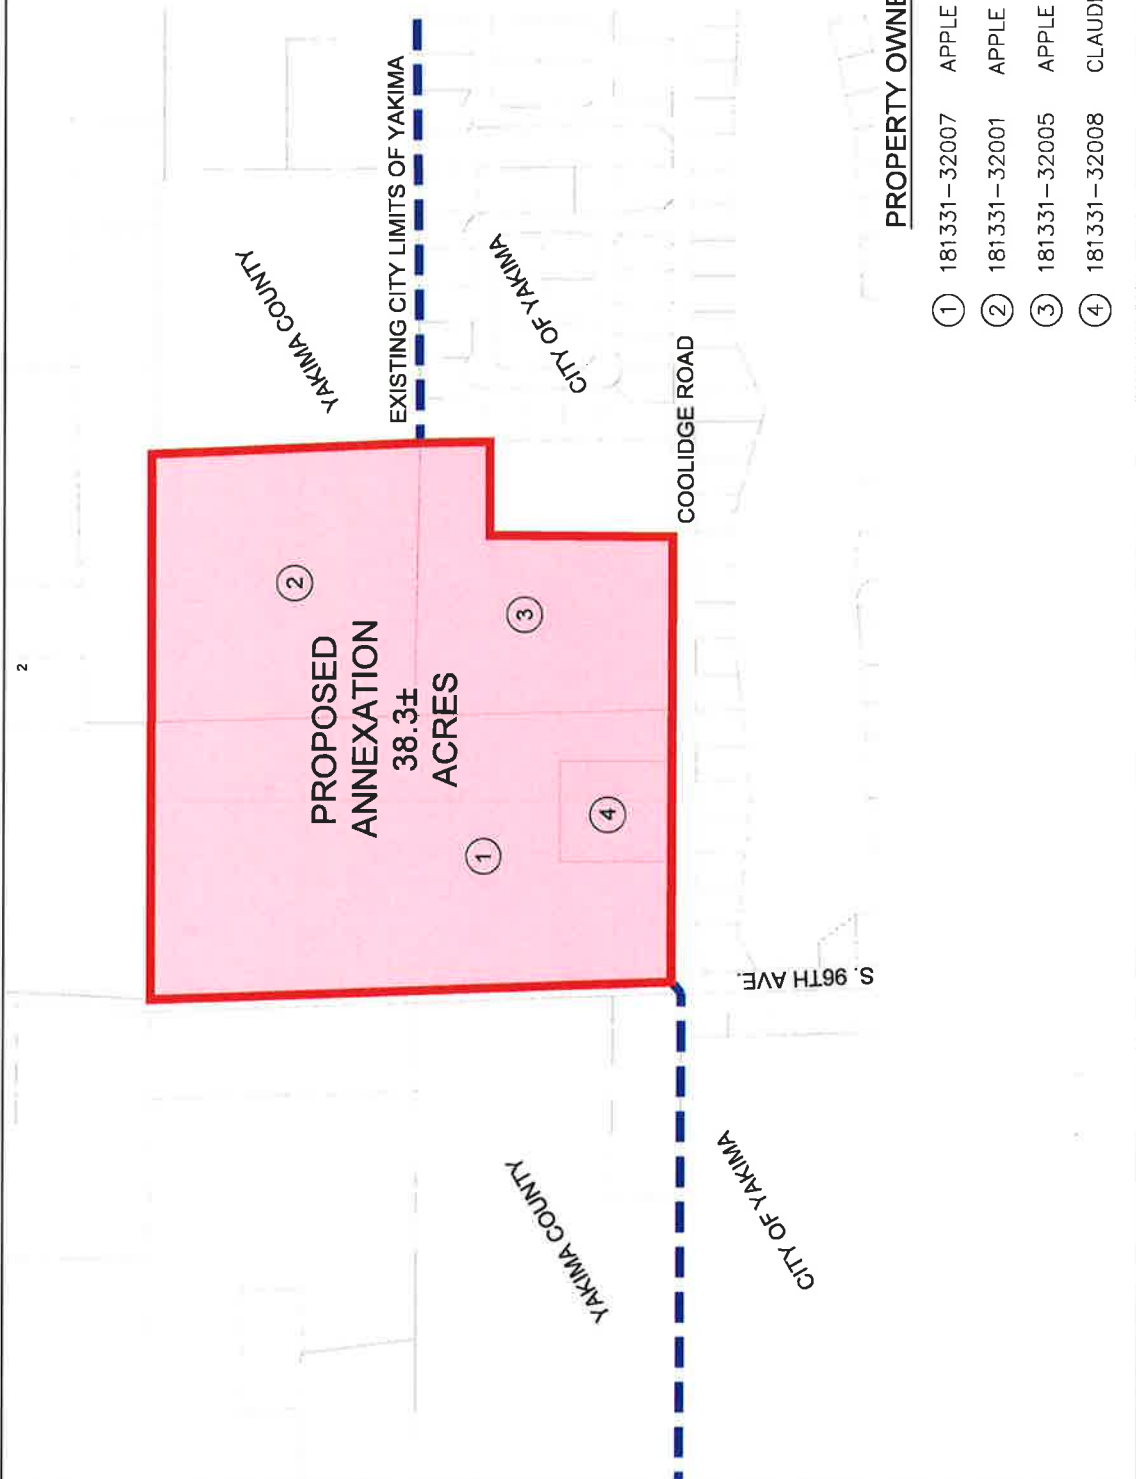 2
EXISTING CITY LIMITS OF YAKIMA
YAKIMA COUNTY
CITY OF YAKIMA
COOLIDGE ROAD
PROPOSED
ANNEXATION
38.3±
ACRES
2
3
1
4
S. 96TH AVE.
YAKIMA COUNTY
CITY OF YAKIMA
PROPERTY OWNE
1 181331-32007 APPLE
2 181331-32001 APPLE
3 181331-32005 APPLE
4 181331-32008 CLAUD